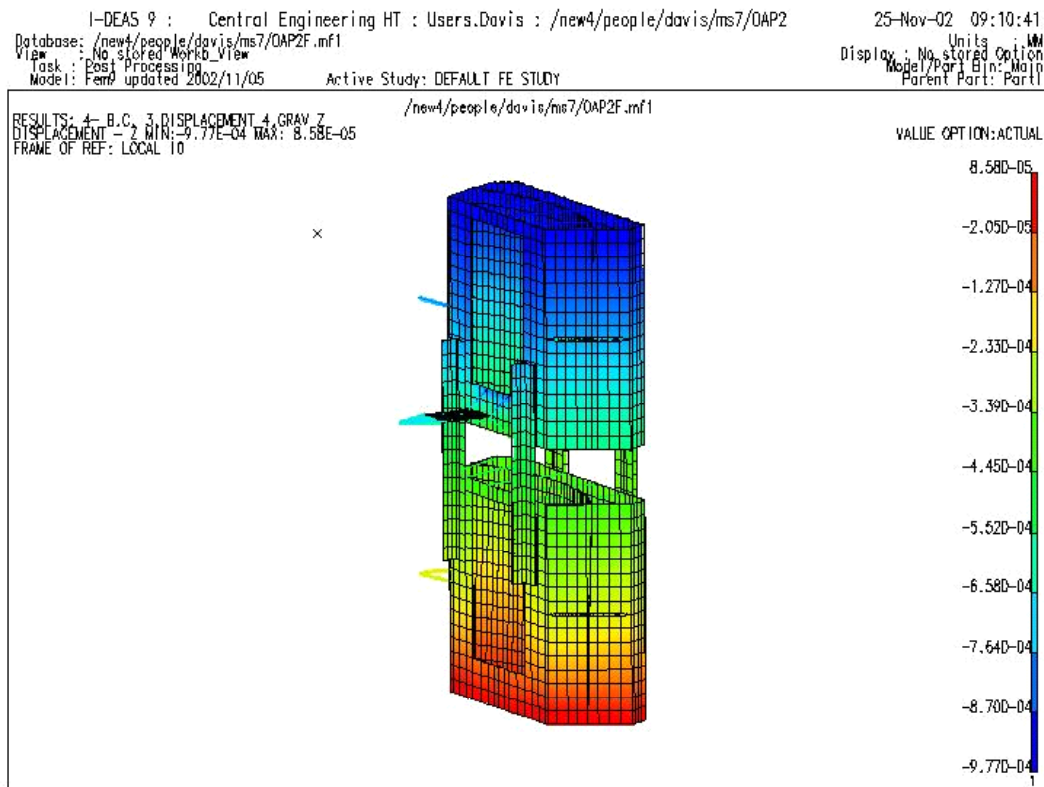 I-DEAS 9 : Central Engineering HT : Users.Davis : /new4/people/davis/ms7/OAP2 25-Nov-02 09:10:41
Database: /new4/people/davis/ms7/OAP2F.mf1 Units : MM
View : No stored Workb_View Display : No stored Option
Task : Post Processing Model/Part Bin: Main
Model: Fem9 updated 2002/11/05 Active Study: DEFAULT FE STUDY Parent Part: Part1
/new4/people/davis/ms7/OAP2F.mf1
RESULTS: 4- B.C. 3,DISPLACEMENT_4,GRAV Z
DISPLACEMENT - Z MIN:-9.77E-04 MAX: 8.58E-05 VALUE OPTION:ACTUAL
FRAME OF REF: LOCAL 10
8.58D-05
-2.05D-05
-1.27D-04
-2.33D-04
-3.39D-04
-4.45D-04
-5.52D-04
-6.58D-04
-7.64D-04
-8.70D-04
-9.77D-04
1